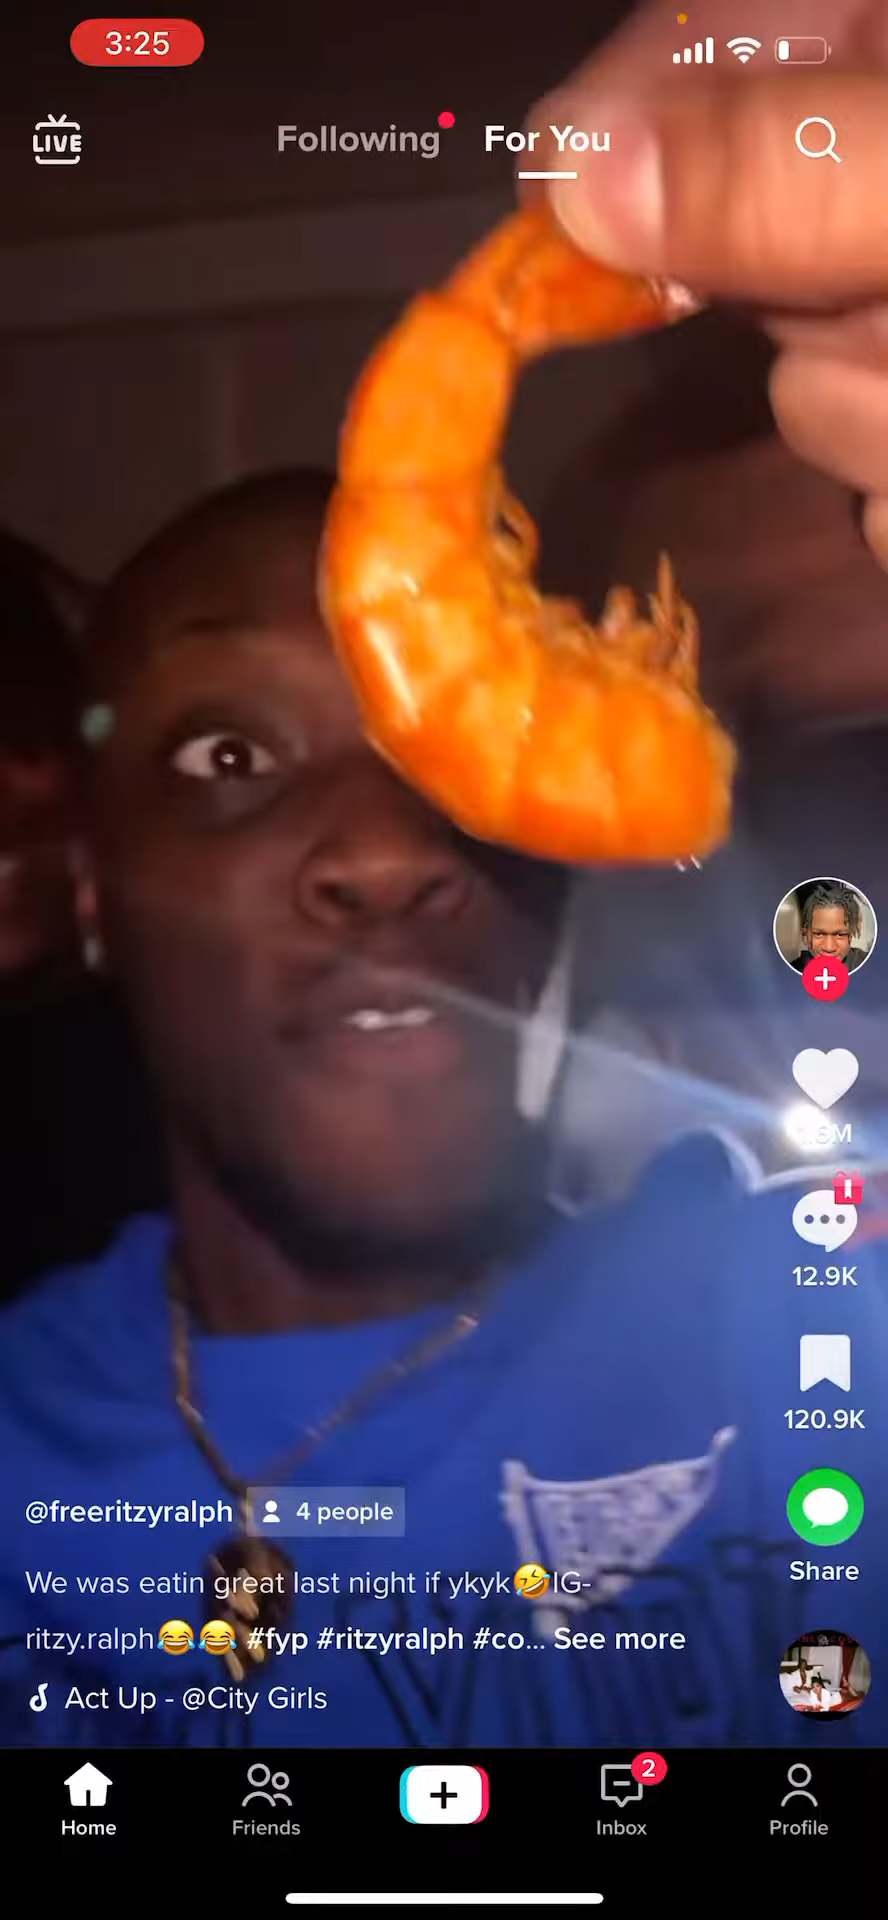 3:25
LIVE
Following
For You
12.9K
120.9K
Share
@freeritzyralph
4 people
We was eatin great last night if ykyk🤣IG-
ritzy.ralph😂😂 #fyp #ritzyralph #co... See more
Act Up - @City Girls
Home
Friends
Inbox
2
Profile